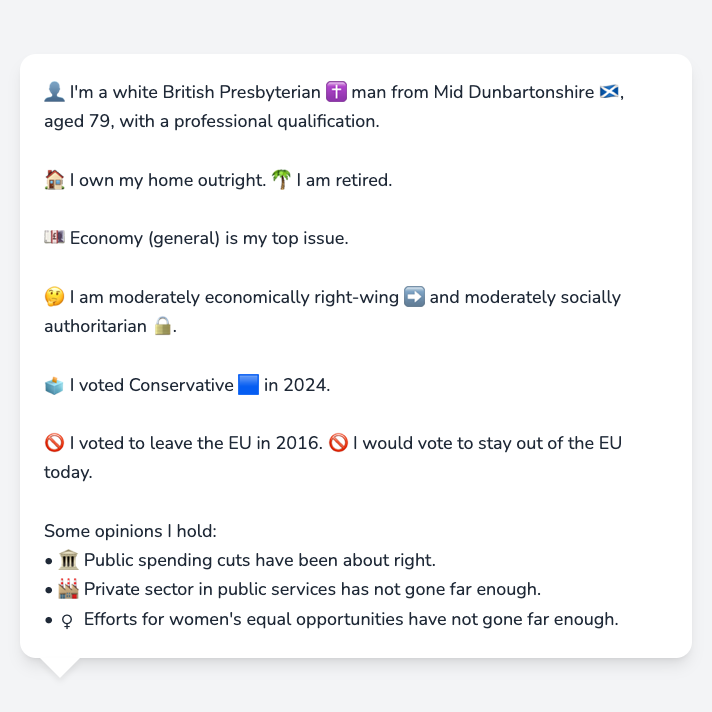 👤 I'm a white British Presbyterian ✝️ man from Mid Dunbartonshire 🏴󠁧󠁢󠁳󠁣󠁴󠁿,
aged 79, with a professional qualification.
🏠 I own my home outright. 🌴 I am retired.
💷 Economy (general) is my top issue.
🤔 I am moderately economically right-wing ➡️ and moderately socially
authoritarian 🔒.
🗳️ I voted Conservative 🟦 in 2024.
🚫 I voted to leave the EU in 2016. 🚫 I would vote to stay out of the EU
today.
Some opinions I hold:
• 🏛️ Public spending cuts have been about right.
• 🏭 Private sector in public services has not gone far enough.
• ♀ Efforts for women's equal opportunities have not gone far enough.